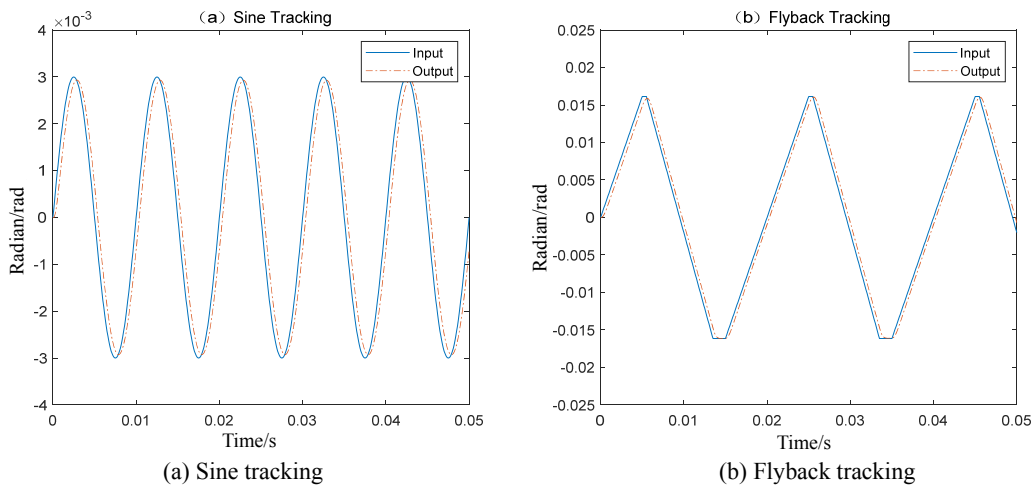 （a） Sine Tracking
×10⁻³
4
3
2
1
0
-1
-2
-3
-4
Radian/rad
Input
Output
0 0.01 0.02 0.03 0.04 0.05
Time/s
(a) Sine tracking
（b） Flyback Tracking
0.025
0.02
0.015
0.01
0.005
0
-0.005
-0.01
-0.015
-0.02
-0.025
Radian/rad
Input
Output
0 0.01 0.02 0.03 0.04 0.05
Time/s
(b) Flyback tracking